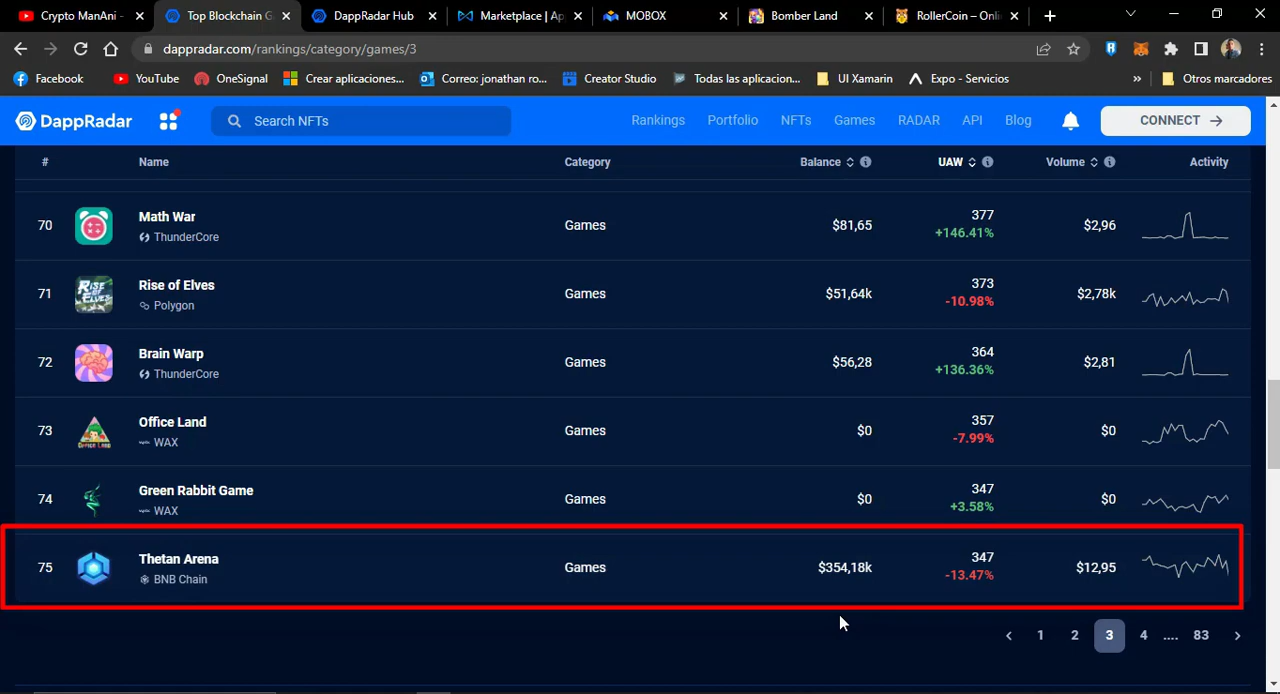 Crypto ManAni -
Top Blockchain G
DappRadar Hub
Marketplace | Ap
MOBOX
Bomber Land
RollerCoin – Onli
dappradar.com/rankings/category/games/3
Facebook
YouTube
OneSignal
Crear aplicaciones...
Correo: jonathan ro...
Creator Studio
Todas las aplicacion...
UI Xamarin
Expo - Servicios
»
Otros marcadores
DappRadar
Search NFTs
Rankings
Portfolio
NFTs
Games
RADAR
API
Blog
CONNECT →
# Name Category Balance UAW Volume Activity
70 Math War Games $81,65 377 $2,96
ThunderCore +146.41%
71 Rise of Elves Games $51,64k 373 $2,78k
Polygon -10.98%
72 Brain Warp Games $56,28 364 $2,81
ThunderCore +136.36%
73 Office Land Games $0 357 $0
WAX -7.99%
74 Green Rabbit Game Games $0 347 $0
WAX +3.58%
75 Thetan Arena Games $354,18k 347 $12,95
BNB Chain -13.47%
‹ 1 2 3 4 .... 83 ›